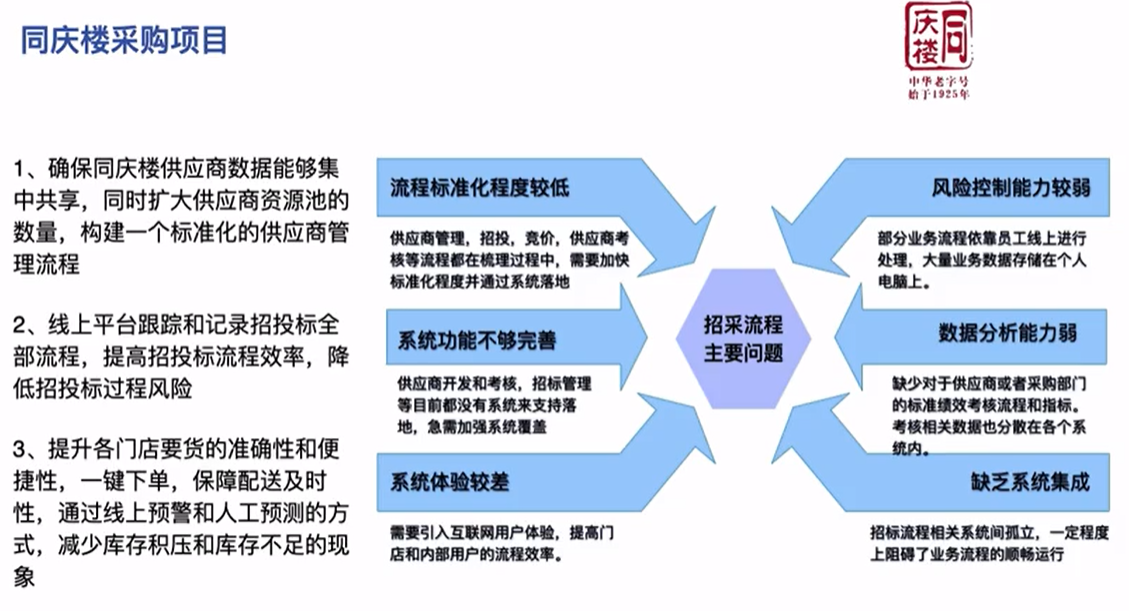 同庆楼采购项目
同庆楼
中华老字号
始于1925年
1、确保同庆楼供应商数据能够集
中共享，同时扩大供应商资源池的
数量，构建一个标准化的供应商管
理流程
2、线上平台跟踪和记录招投标全
部流程，提高招投标流程效率，降
低招投标过程风险
3、提升各门店要货的准确性和便
捷性，一键下单，保障配送及时
性，通过线上预警和人工预测的方
式，减少库存积压和库存不足的现
象
流程标准化程度较低
供应商管理，招投，竞价，供应商考
核等流程都在梳理过程中，需要加快
标准化程度并通过系统落地
系统功能不够完善
供应商开发和考核，招标管理
等目前都没有系统来支持落
地，急需加强系统覆盖
系统体验较差
需要引入互联网用户体验，提高门
店和内部用户的流程效率。
招采流程
主要问题
风险控制能力较弱
部分业务流程依靠员工线上进行
处理，大量业务数据存储在个人
电脑上。
数据分析能力弱
缺少对于供应商或者采购部门
的标准绩效考核流程和指标。
考核相关数据也分散在各个系
统内。
缺乏系统集成
招标流程相关系统间孤立，一定程度
上阻碍了业务流程的顺畅运行